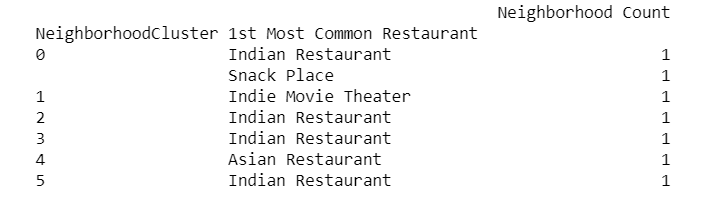 Neighborhood Count
NeighborhoodCluster 1st Most Common Restaurant
0 Indian Restaurant 1
Snack Place 1
1 Indie Movie Theater 1
2 Indian Restaurant 1
3 Indian Restaurant 1
4 Asian Restaurant 1
5 Indian Restaurant 1